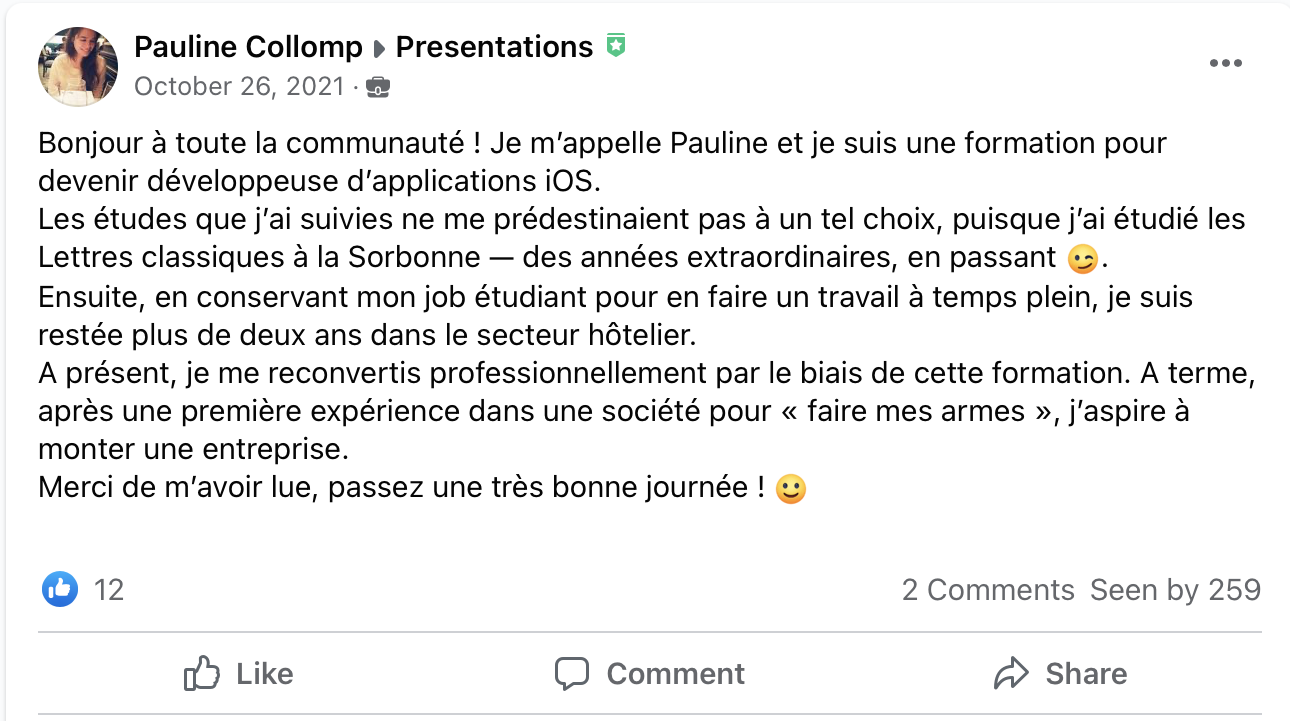 Pauline Collomp ▸ Presentations
October 26, 2021 ·
Bonjour à toute la communauté ! Je m’appelle Pauline et je suis une formation pour
devenir développeuse d’applications iOS.
Les études que j’ai suivies ne me prédestinaient pas à un tel choix, puisque j’ai étudié les
Lettres classiques à la Sorbonne — des années extraordinaires, en passant 😉.
Ensuite, en conservant mon job étudiant pour en faire un travail à temps plein, je suis
restée plus de deux ans dans le secteur hôtelier.
A présent, je me reconvertis professionnellement par le biais de cette formation. A terme,
après une première expérience dans une société pour « faire mes armes », j’aspire à
monter une entreprise.
Merci de m’avoir lue, passez une très bonne journée ! 🙂
12 2 Comments Seen by 259
Like Comment Share